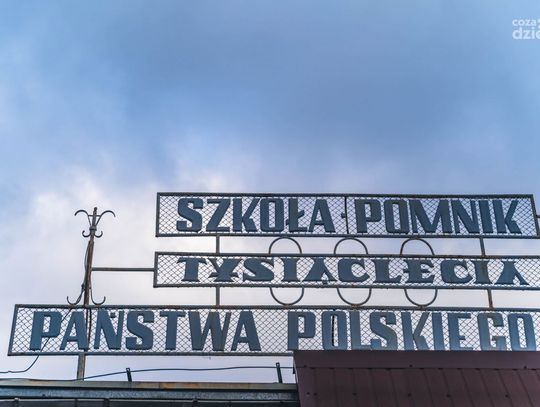 SZKOŁA POMNIK
TYSIĄCLECIA
PAŃSTWA POLSKIEGO